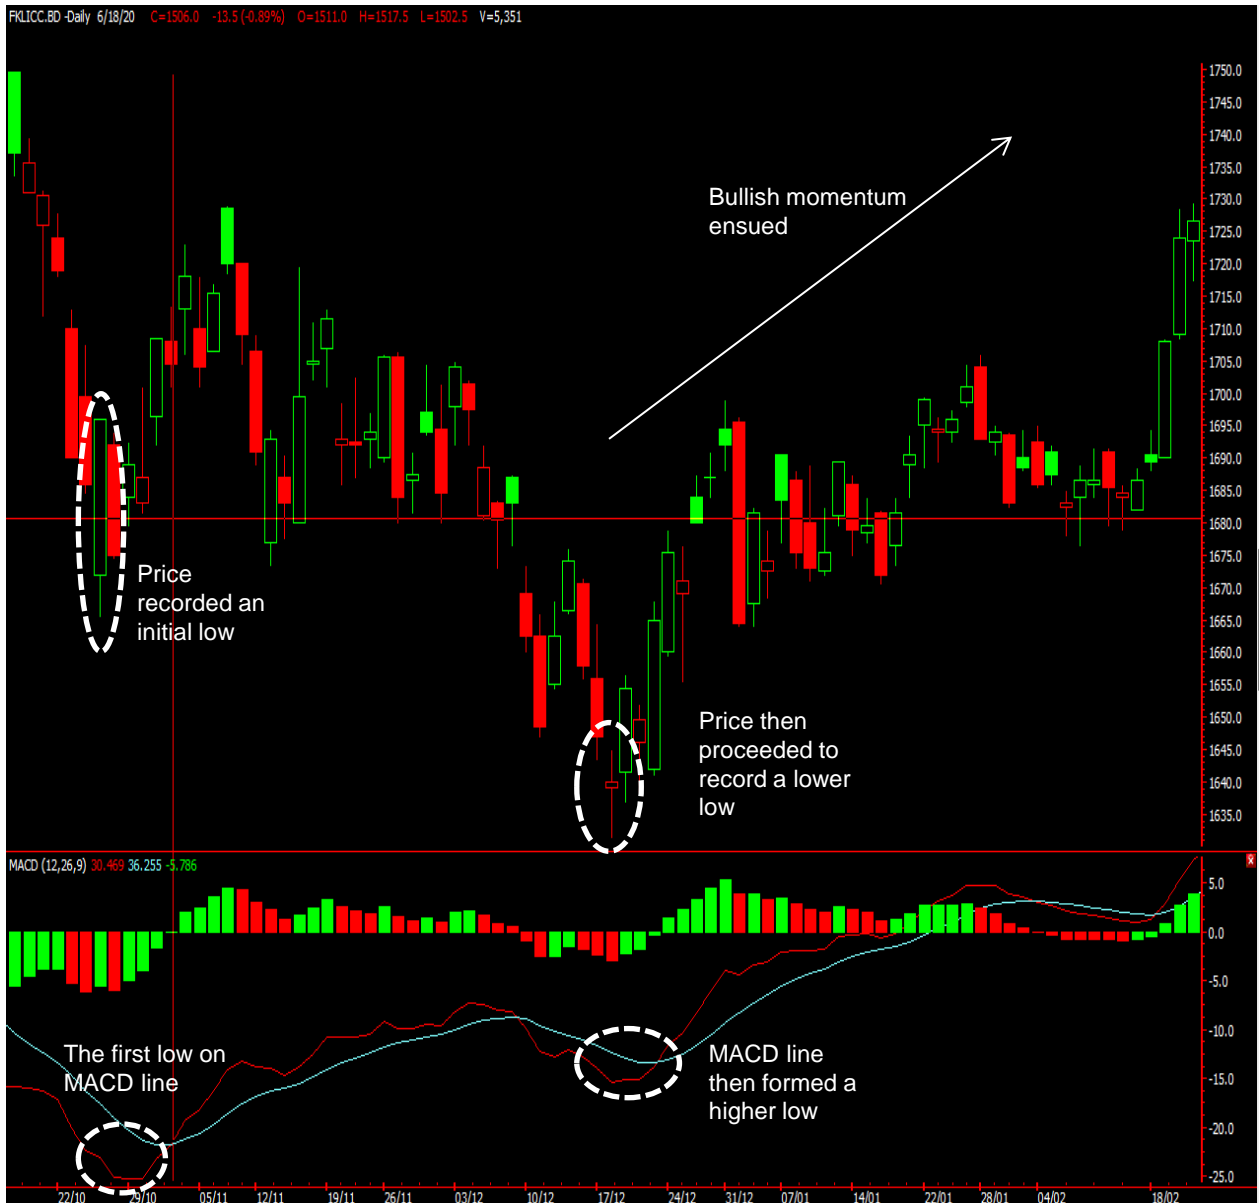 FKLICC.BD -Daily 6/18/20 C=1506.0 -13.5 (-0.89%) O=1511.0 H=1517.5 L=1502.5 V=5,351
1750.0
1745.0
1740.0
1735.0
1730.0
1725.0
1720.0
1715.0
1710.0
1705.0
1700.0
1695.0
1690.0
1685.0
1680.0
1675.0
1670.0
1665.0
1660.0
1655.0
1650.0
1645.0
1640.0
1635.0
Bullish momentum
ensued
Price
recorded an
initial low
Price then
proceeded to
record a lower
low
MACD (12,26,9) 30.469 36.255 -5.786
5.0
0.0
-5.0
-10.0
-15.0
-20.0
-25.0
The first low on
MACD line
MACD line
then formed a
higher low
22/10 29/10 05/11 12/11 19/11 26/11 03/12 10/12 17/12 24/12 31/12 07/01 14/01 22/01 28/01 04/02 18/02